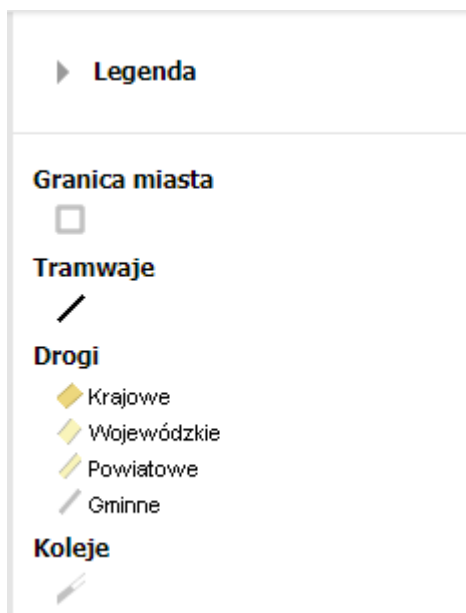 Legenda
Granica miasta
Tramwaje
Drogi
Krajowe
Wojewódzkie
Powiatowe
Gminne
Koleje